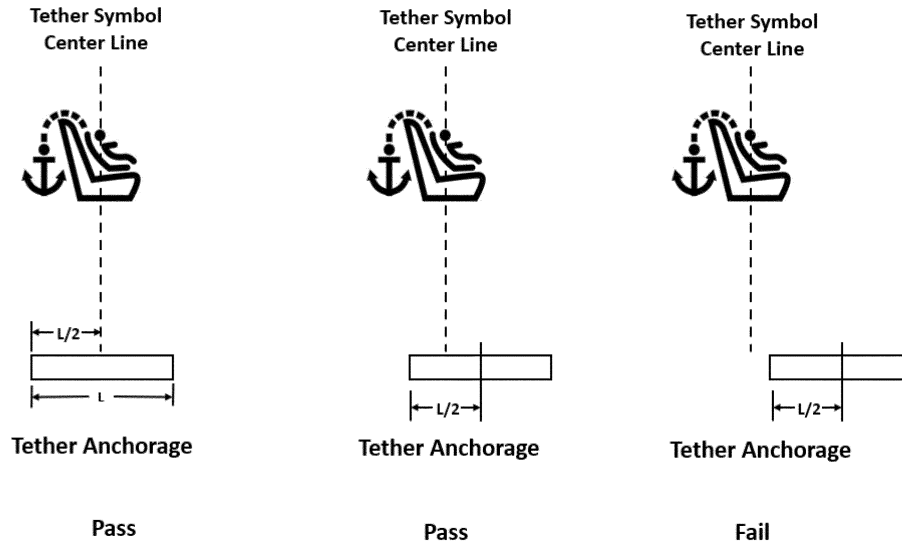 Tether Symbol
Center Line
Tether Symbol
Center Line
Tether Symbol
Center Line
L/2
L
L/2
L/2
Tether Anchorage
Tether Anchorage
Tether Anchorage
Pass
Pass
Fail